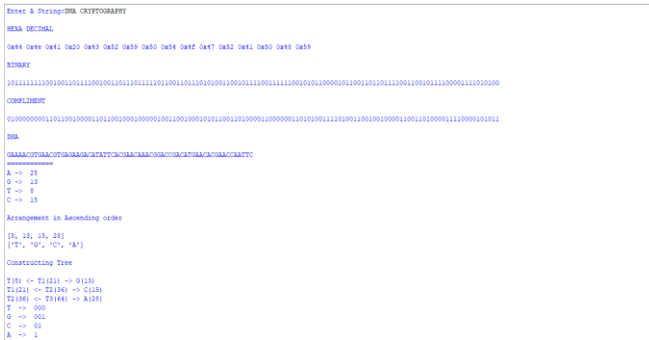 Enter A String:DNA CRYPTOGRAPHY
HEXA DECIMAL
0x44 0x4e 0x41 0x20 0x43 0x52 0x59 0x50 0x54 0x4f 0x47 0x52 0x41 0x50 0x48 0x59
BINARY
COMPLIMENT
DNA
============
A -> 28
G -> 13
T -> 8
C -> 15
Arrangement in Ascending order
[8, 13, 15, 28]
['T', 'G', 'C', 'A']
Constructing Tree
T(8) <- T1(21) -> G(13)
T1(21) <- T2(36) -> C(15)
T2(36) <- T3(64) -> A(28)
T -> 000
G -> 001
C -> 01
A -> 1